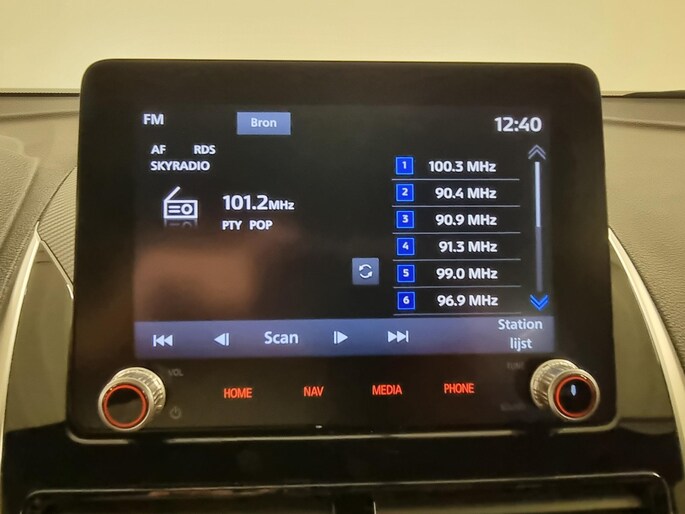 FM
Bron
12:40
AF RDS
SKYRADIO
101.2 MHz
PTY POP
1 100.3 MHz
2 90.4 MHz
3 90.9 MHz
4 91.3 MHz
5 99.0 MHz
6 96.9 MHz
Scan
Station
lijst
VOL
TUNE
HOME
NAV
MEDIA
PHONE